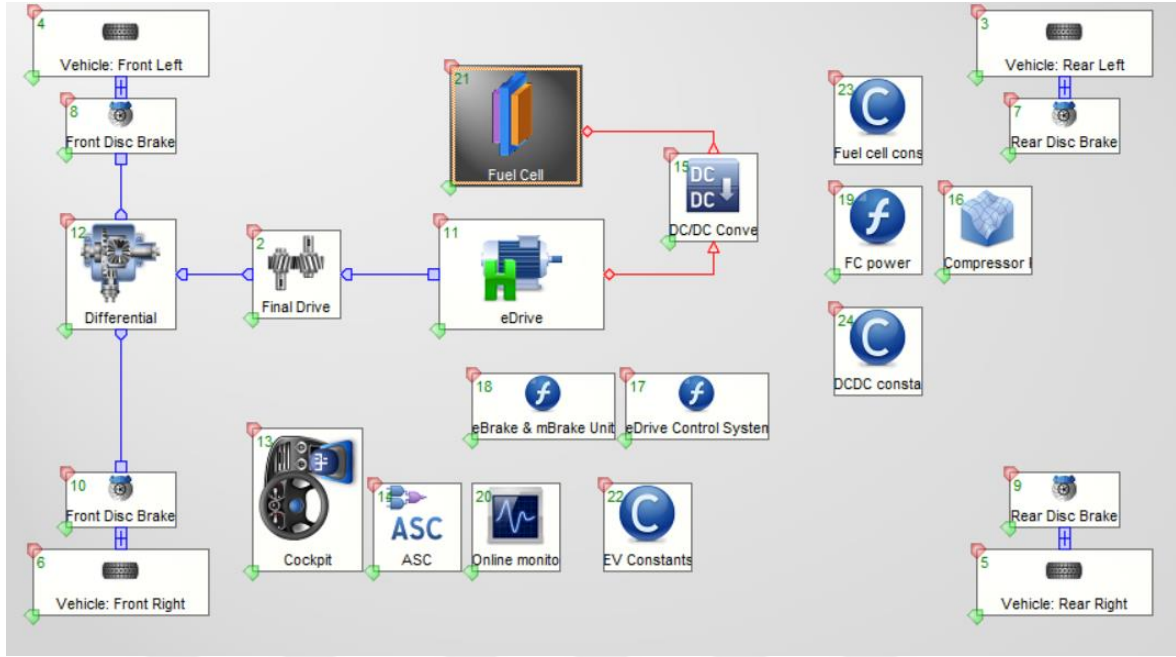 4
Vehicle: Front Left
3
Vehicle: Rear Left
8
Front Disc Brake
7
Rear Disc Brake
21
Fuel Cell
23
C
Fuel cell cons
15
DC
DC
DC/DC Conve
12
Differential
2
Final Drive
11
H
eDrive
19
f
FC power
16
Compressor
24
C
DCDC consta
18
f
eBrake & mBrake Unit
17
f
eDrive Control System
13
Cockpit
14
ASC
ASC
20
Online monito
22
C
EV Constants
10
Front Disc Brake
9
Rear Disc Brake
6
Vehicle: Front Right
5
Vehicle: Rear Right